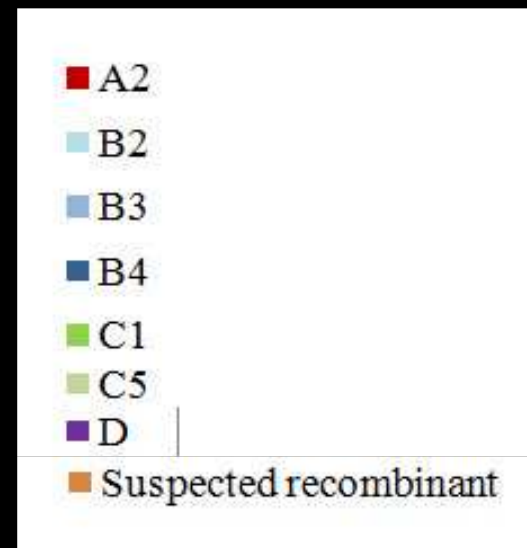 A2
B2
B3
B4
C1
C5
D
Suspected recombinant